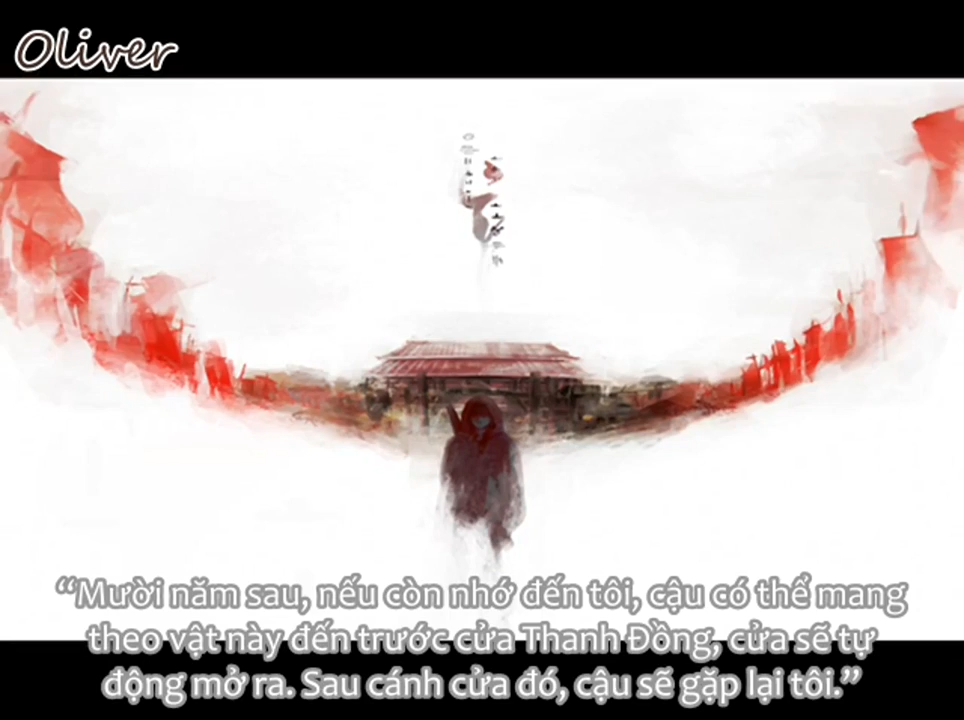 Oliver
“Mười năm sau, nếu còn nhớ đến tôi, cậu có thể mang
theo vật này đến trước cửa Thanh Đồng, cửa sẽ tự
động mở ra. Sau cánh cửa đó, cậu sẽ gặp lại tôi.”